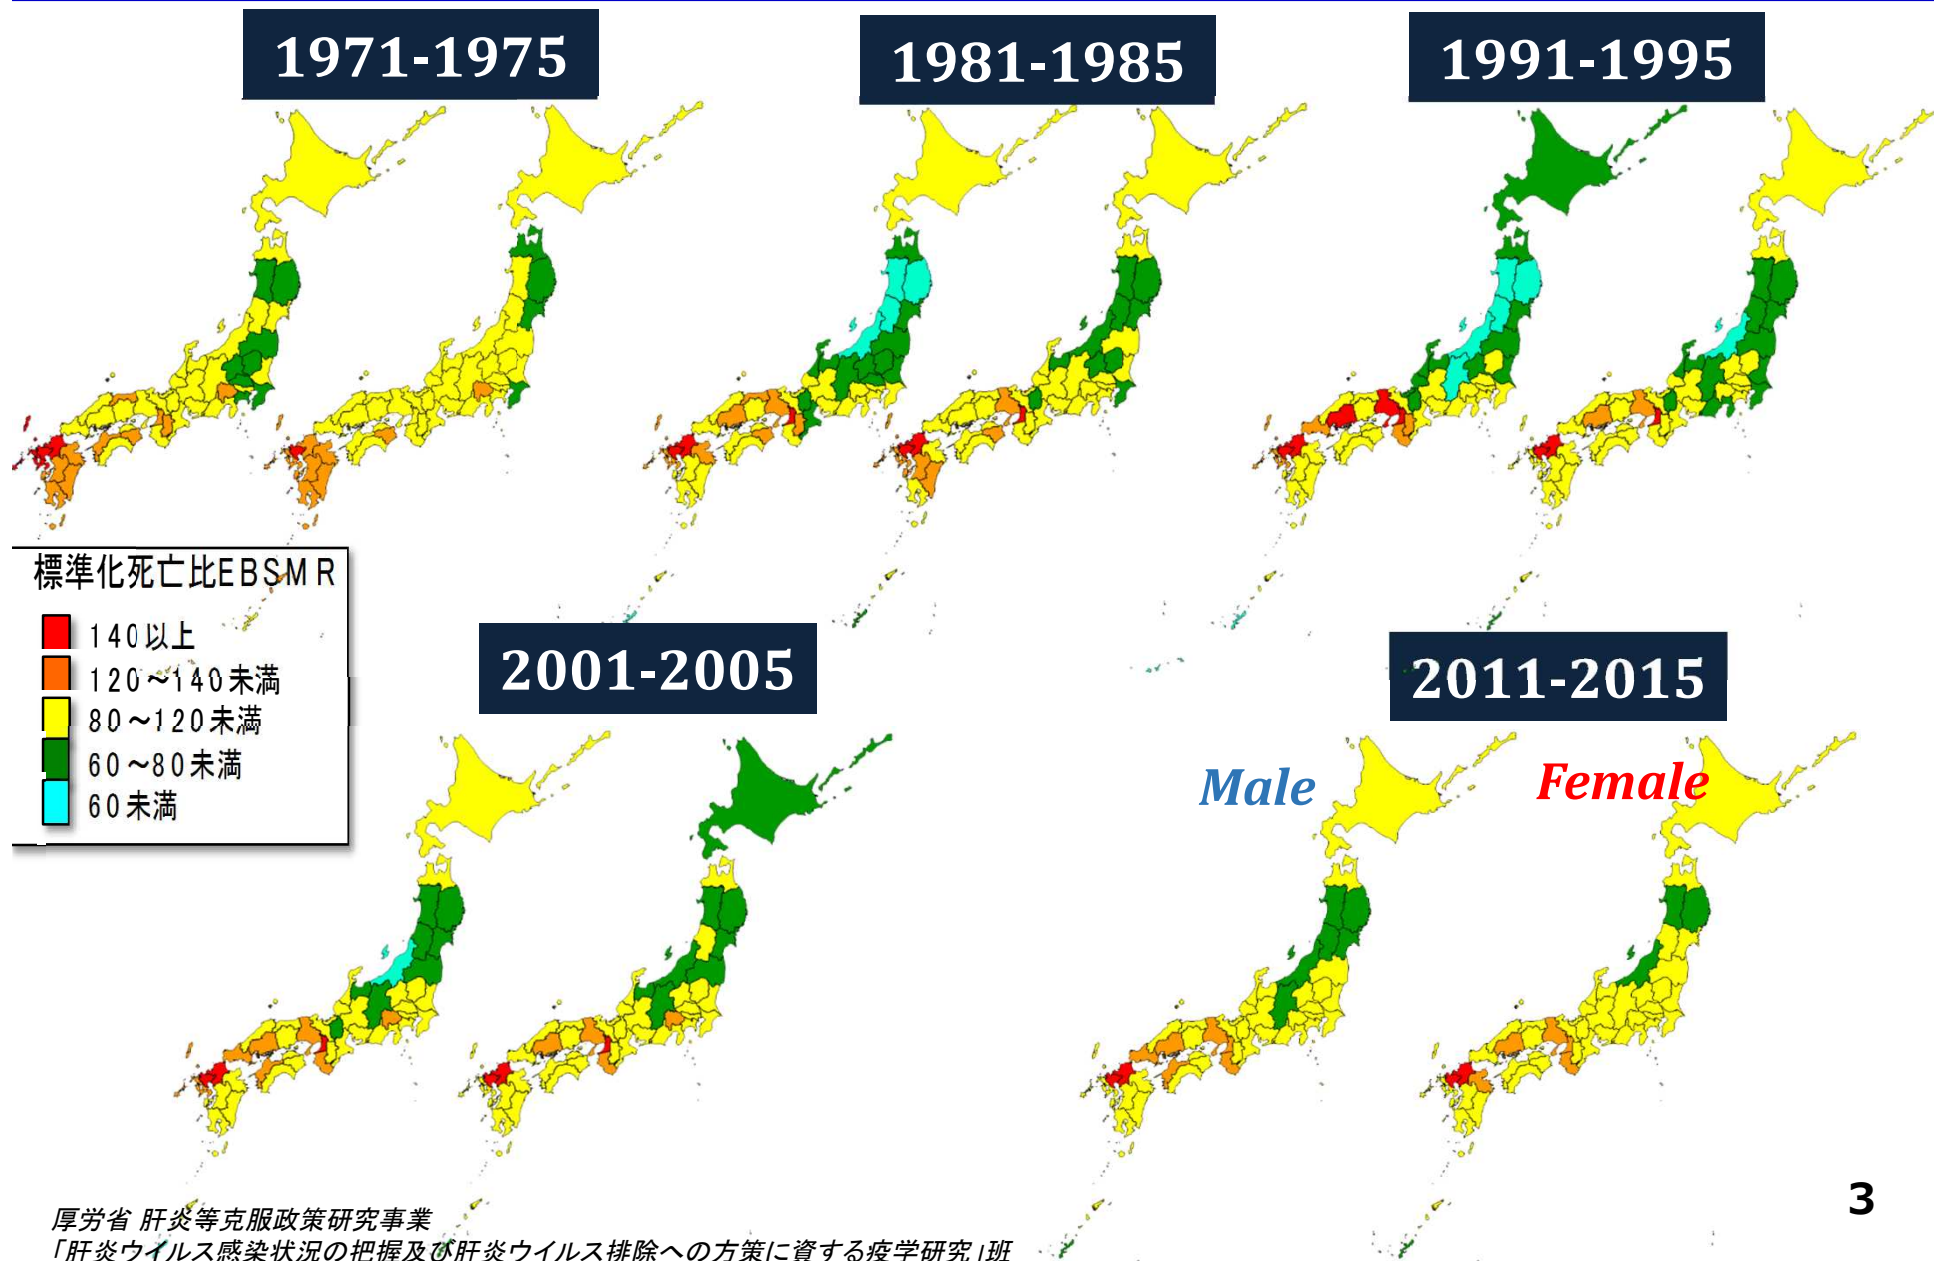 1971-1975
1981-1985
1991-1995
標準化死亡比EBSMR
140以上
120～140未満
80～120未満
60～80未満
60未満
2001-2005
2011-2015
Male
Female
厚労省 肝炎等克服政策研究事業
「肝炎ウイルス感染状況の把握及び肝炎ウイルス排除への方策に資する疫学研究」班
3